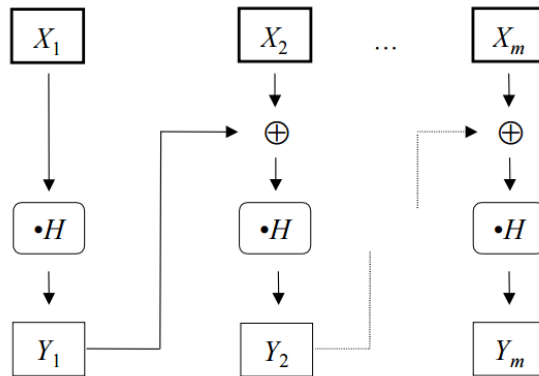 X₁ X₂ ... Xₘ
⊕ ⊕
•H •H •H
Y₁ Y₂ Yₘ